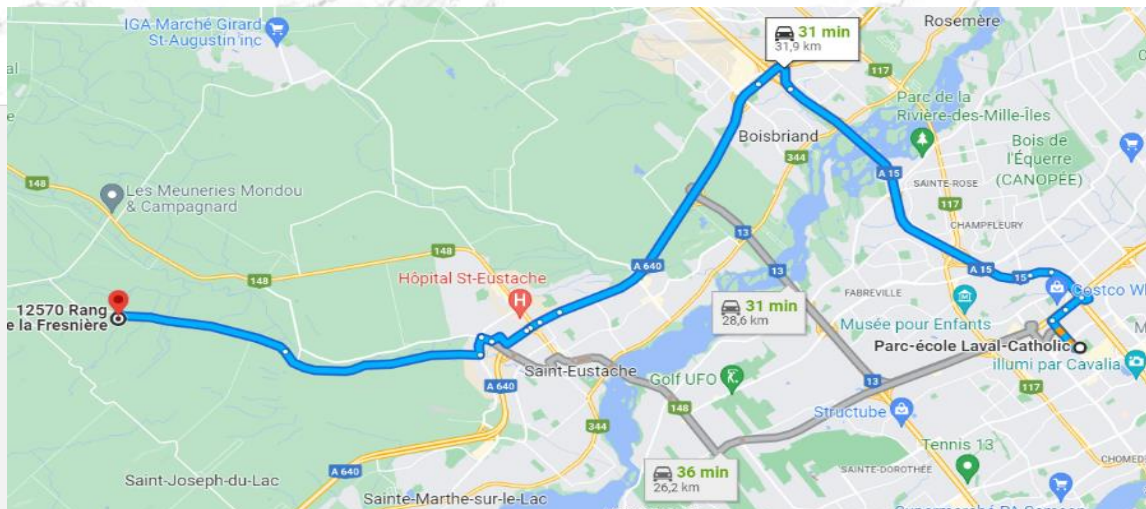 IGA Marché Girard
St-Augustin inc
Rosemère
31 min
31,9 km
117
Parc de la
Rivière-des-Mille-Îles
Boisbriand
344
Bois de
l'Équerre
(CANOPÉE)
A 15
SAINTE-ROSE
117
148
Les Meuneries Mondou
& Campagnard
CHAMPFLEURY
13
148
148
A 640
A 15
15
Hôpital St-Eustache
13
Costco
12570 Rang
de la Fresnière
31 min
28,6 km
FABREVILLE
Musée pour Enfants
Parc-école Laval-Catholic
illumi par Cavalia
Saint-Eustache
Golf UFO
13
A 640
148
Structube
344
36 min
26,2 km
Tennis 13
CHOMEDEY
A 640
SAINTE-DOROTHÉE
Saint-Joseph-du-Lac
Sainte-Marthe-sur-le-Lac